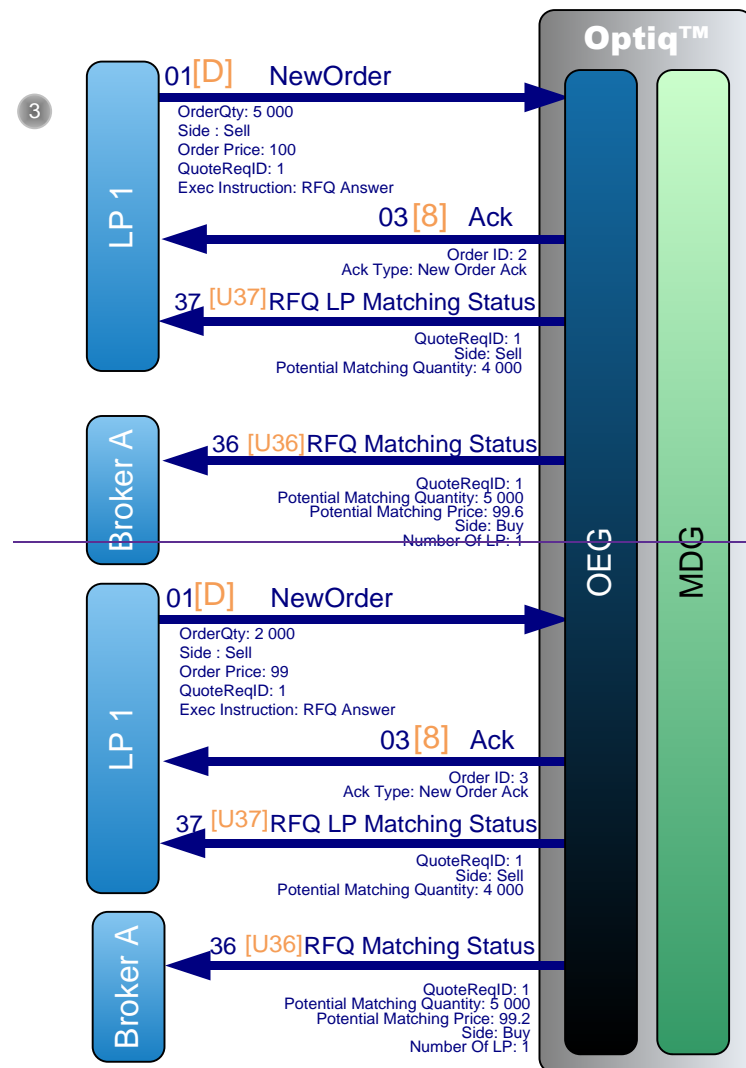 Optiq™
01[D] NewOrder
3
OrderQty: 5 000
Side : Sell
Order Price: 100
QuoteReqID: 1
Exec Instruction: RFQ Answer
LP 1
03[8] Ack
Order ID: 2
Ack Type: New Order Ack
37 [U37]RFQ LP Matching Status
QuoteReqID: 1
Side: Sell
Potential Matching Quantity: 4 000
Broker A
36 [U36]RFQ Matching Status
QuoteReqID: 1
Potential Matching Quantity: 5 000
Potential Matching Price: 99.6
Side: Buy
Number Of LP: 1
OEG
MDG
01[D] NewOrder
OrderQty: 2 000
Side : Sell
Order Price: 99
QuoteReqID: 1
Exec Instruction: RFQ Answer
LP 1
03[8] Ack
Order ID: 3
Ack Type: New Order Ack
37 [U37]RFQ LP Matching Status
QuoteReqID: 1
Side: Sell
Potential Matching Quantity: 4 000
Broker A
36 [U36]RFQ Matching Status
QuoteReqID: 1
Potential Matching Quantity: 5 000
Potential Matching Price: 99.2
Side: Buy
Number Of LP: 1